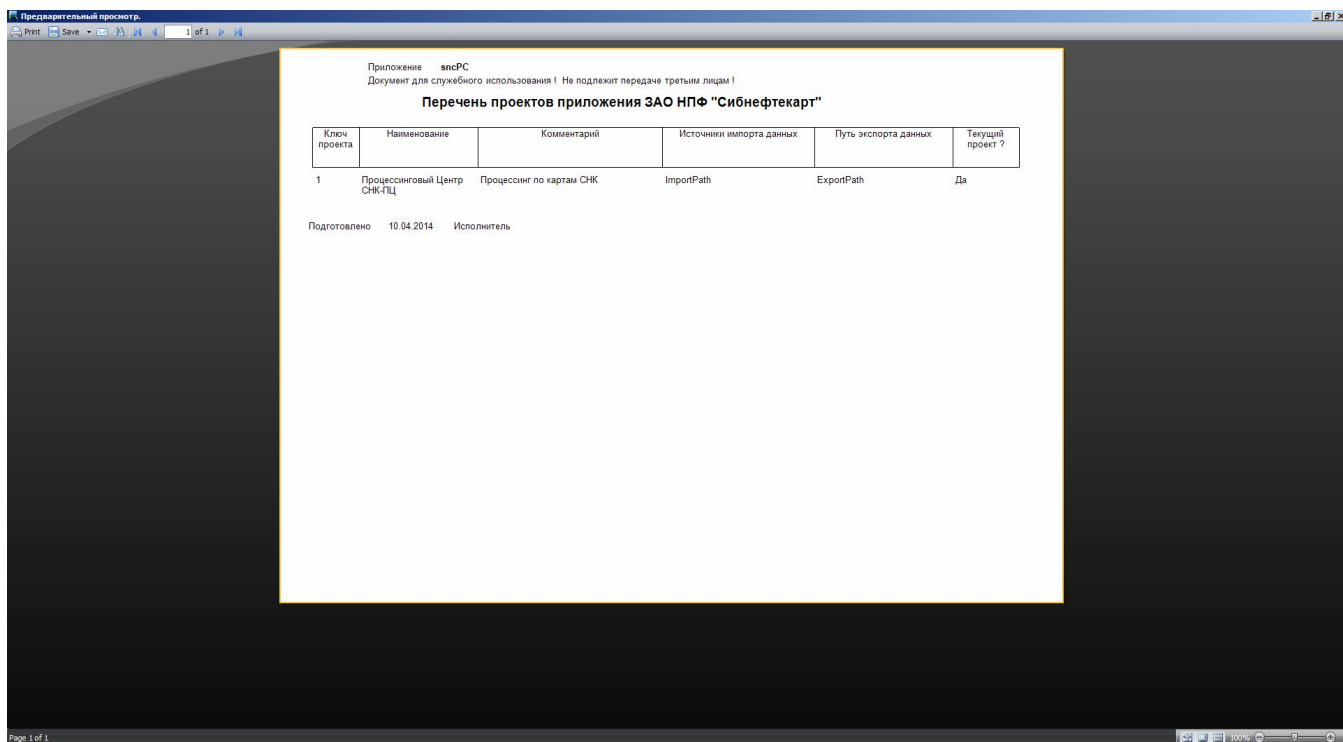 Предварительный просмотр.
Print Save 1 of 1
Приложение sncPC
Документ для служебного использования ! Не подлежит передаче третьим лицам !
Перечень проектов приложения ЗАО НПФ "Сибнефтекарт"
Ключ проекта Наименование Комментарий Источники импорта данных Путь экспорта данных Текущий проект ?
1 Процессинговый Центр СНК-ПЦ Процессинг по картам СНК ImportPath ExportPath Да
Подготовлено 10.04.2014 Исполнитель
Page 1 of 1 100%